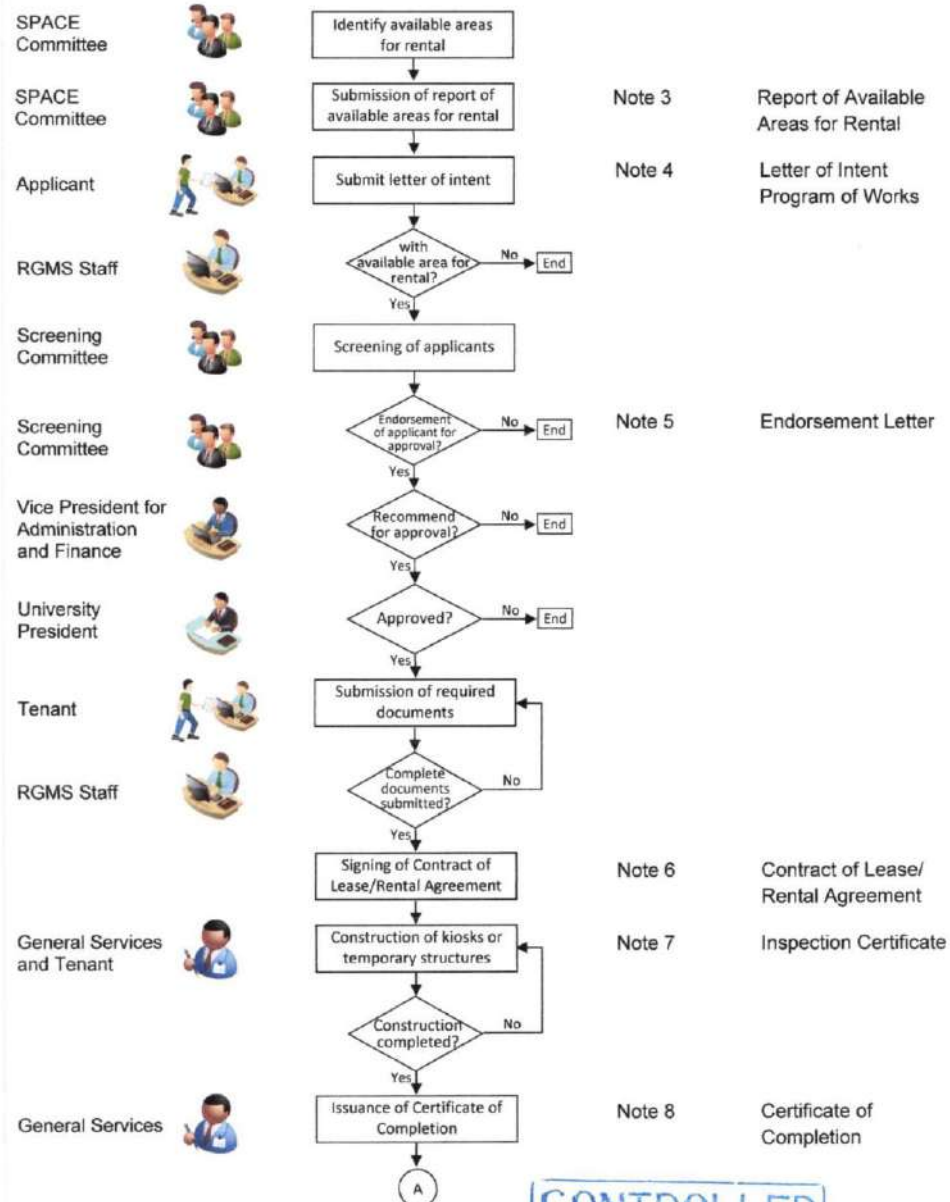 SPACE
Committee
Identify available areas
for rental
SPACE
Committee
Submission of report of
available areas for rental
Note 3
Report of Available
Areas for Rental
Applicant
Submit letter of intent
Note 4
Letter of Intent
Program of Works
RGMS Staff
with
available area for
rental?
No
End
Yes
Screening
Committee
Screening of applicants
Screening
Committee
Endorsement
of applicant for
approval?
No
End
Note 5
Endorsement Letter
Yes
Vice President for
Administration
and Finance
Recommend
for approval?
No
End
Yes
University
President
Approved?
No
End
Yes
Tenant
Submission of required
documents
RGMS Staff
Complete
documents
submitted?
No
Yes
Signing of Contract of
Lease/Rental Agreement
Note 6
Contract of Lease/
Rental Agreement
General Services
and Tenant
Construction of kiosks or
temporary structures
Note 7
Inspection Certificate
Construction
completed?
No
Yes
General Services
Issuance of Certificate of
Completion
Note 8
Certificate of
Completion
A
CONTROLLED